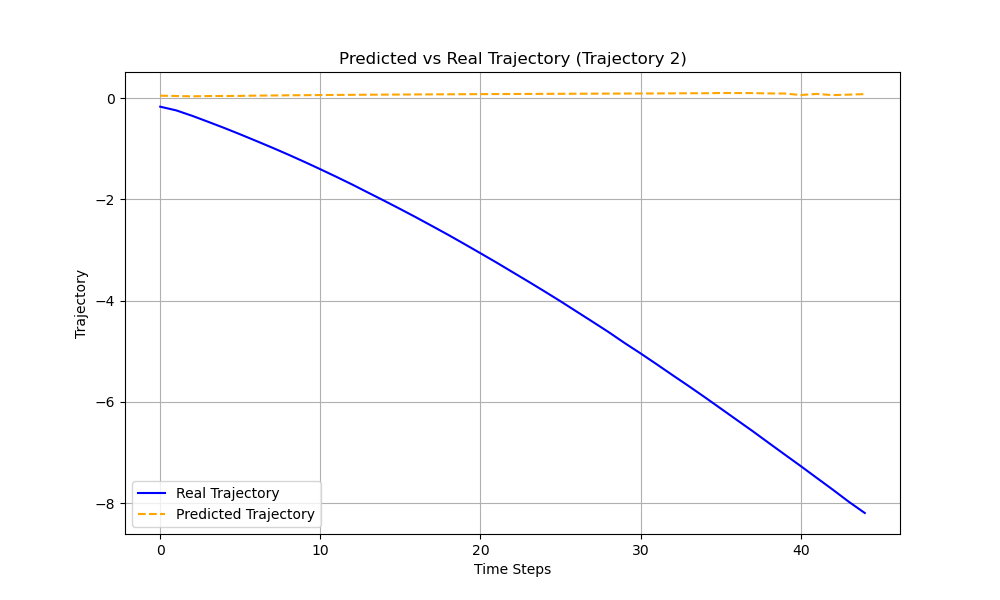 Predicted vs Real Trajectory (Trajectory 2)
Trajectory
0
−2
−4
−6
−8
Real Trajectory
Predicted Trajectory
0 10 20 30 40
Time Steps